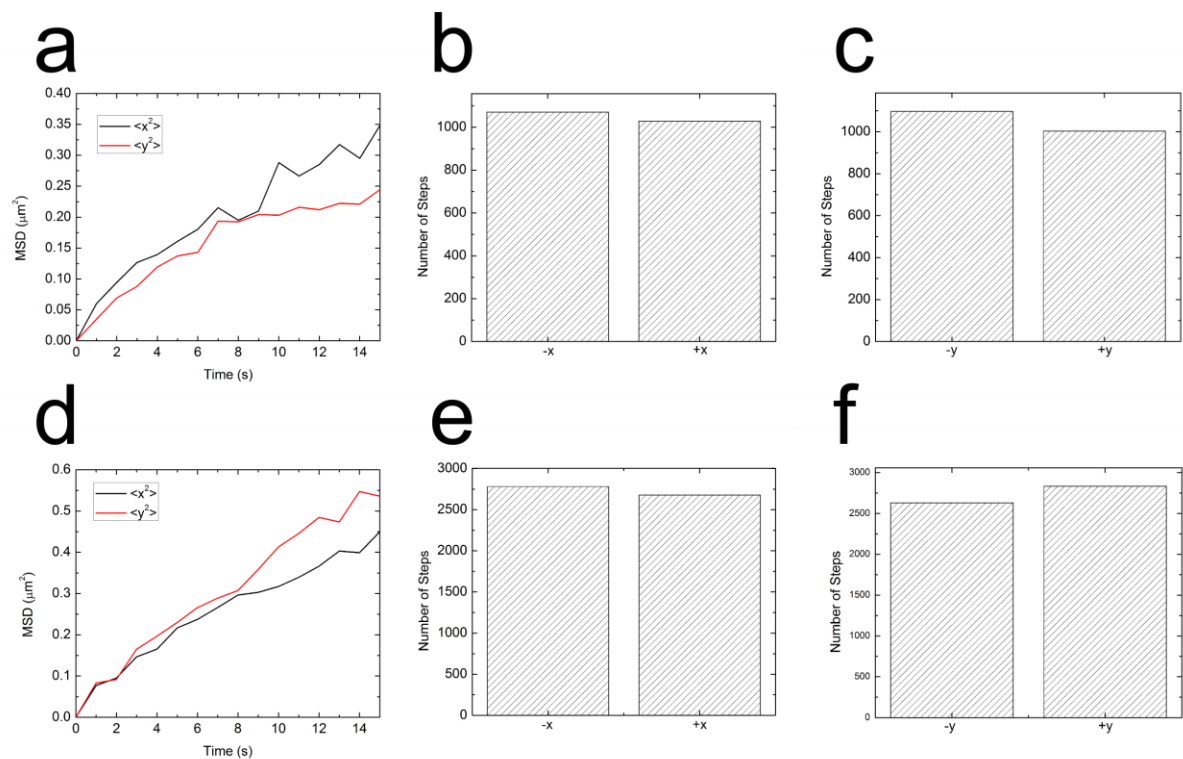 a
0.40
0.35
0.30
0.25
0.20
0.15
0.10
0.05
0.00
MSD (μm²)
<x²>
<y²>
0 2 4 6 8 10 12 14
Time (s)
b
1000
800
600
400
200
0
Number of Steps
-x +x
c
1000
800
600
400
200
0
Number of Steps
-y +y
d
0.6
0.5
0.4
0.3
0.2
0.1
0.0
MSD (μm²)
<x²>
<y²>
0 2 4 6 8 10 12 14
Time (s)
e
3000
2500
2000
1500
1000
500
0
Number of Steps
-x +x
f
3000
2500
2000
1500
1000
500
0
Number of Steps
-y +y